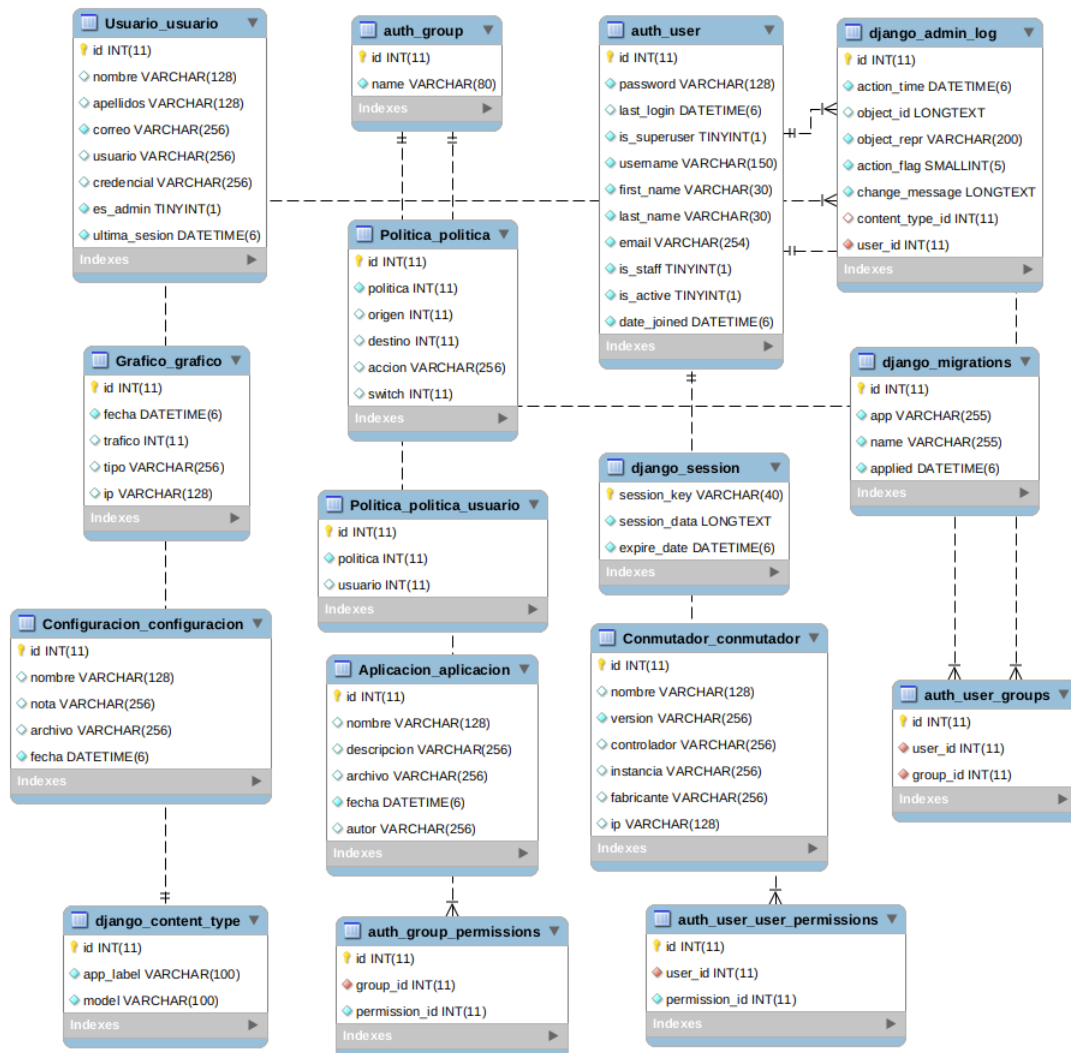 Usuario_usuario
id INT(11)
nombre VARCHAR(128)
apellidos VARCHAR(128)
correo VARCHAR(256)
usuario VARCHAR(256)
credencial VARCHAR(256)
es_admin TINYINT(1)
ultima_sesion DATETIME(6)
Indexes
auth_group
id INT(11)
name VARCHAR(80)
Indexes
auth_user
id INT(11)
password VARCHAR(128)
last_login DATETIME(6)
is_superuser TINYINT(1)
username VARCHAR(150)
first_name VARCHAR(30)
last_name VARCHAR(30)
email VARCHAR(254)
is_staff TINYINT(1)
is_active TINYINT(1)
date_joined DATETIME(6)
Indexes
django_admin_log
id INT(11)
action_time DATETIME(6)
object_id LONGTEXT
object_repr VARCHAR(200)
action_flag SMALLINT(5)
change_message LONGTEXT
content_type_id INT(11)
user_id INT(11)
Indexes
Politica_politica
id INT(11)
politica INT(11)
origen INT(11)
destino INT(11)
accion VARCHAR(256)
switch INT(11)
Indexes
Grafico_grafico
id INT(11)
fecha DATETIME(6)
trafico INT(11)
tipo VARCHAR(256)
ip VARCHAR(128)
Indexes
django_migrations
id INT(11)
app VARCHAR(255)
name VARCHAR(255)
applied DATETIME(6)
Indexes
django_session
session_key VARCHAR(40)
session_data LONGTEXT
expire_date DATETIME(6)
Indexes
Politica_politica_usuario
id INT(11)
politica INT(11)
usuario INT(11)
Indexes
Configuracion_configuracion
id INT(11)
nombre VARCHAR(128)
nota VARCHAR(256)
archivo VARCHAR(256)
fecha DATETIME(6)
Indexes
Aplicacion_aplicacion
id INT(11)
nombre VARCHAR(128)
descripcion VARCHAR(256)
archivo VARCHAR(256)
fecha DATETIME(6)
autor VARCHAR(256)
Indexes
Conmutador_conmutador
id INT(11)
nombre VARCHAR(128)
version VARCHAR(256)
controlador VARCHAR(256)
instancia VARCHAR(256)
fabricante VARCHAR(256)
ip VARCHAR(128)
Indexes
auth_user_groups
id INT(11)
user_id INT(11)
group_id INT(11)
Indexes
django_content_type
id INT(11)
app_label VARCHAR(100)
model VARCHAR(100)
Indexes
auth_group_permissions
id INT(11)
group_id INT(11)
permission_id INT(11)
Indexes
auth_user_user_permissions
id INT(11)
user_id INT(11)
permission_id INT(11)
Indexes